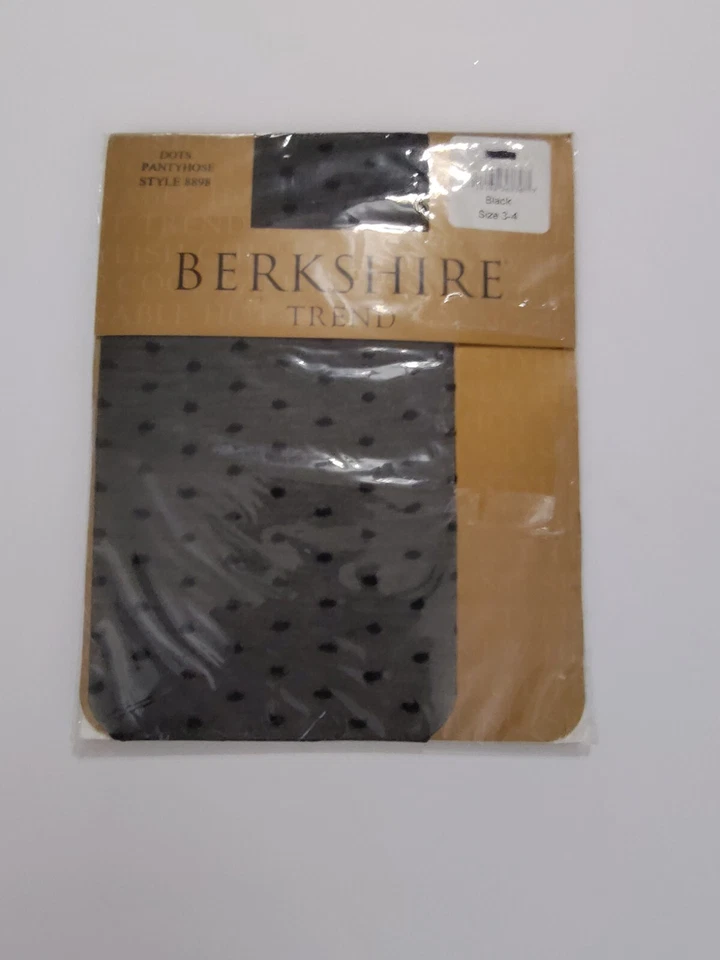 DOTS
PANTYHOSE
STYLE 8898
Black
Size 3-4
BERKSHIRE
TREND